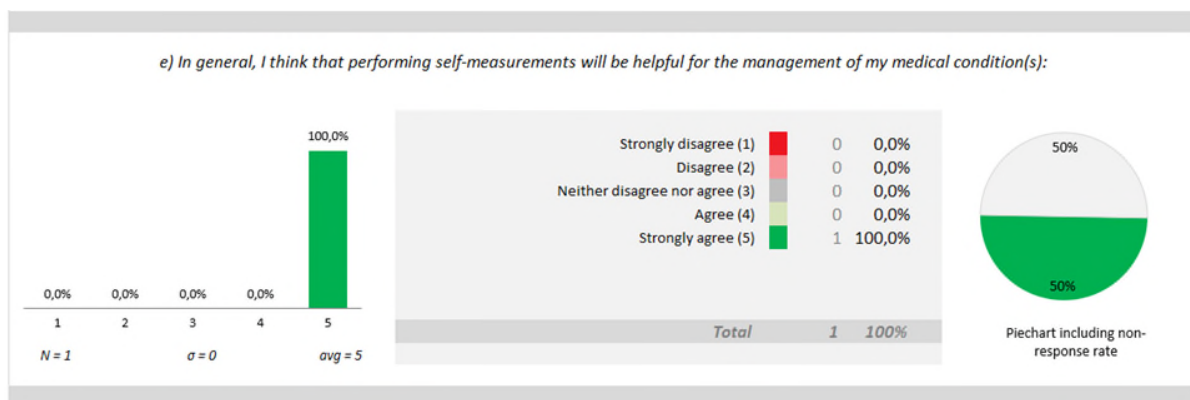 e) In general, I think that performing self-measurements will be helpful for the management of my medical condition(s):
100,0%
0,0% 0,0% 0,0% 0,0%
1 2 3 4 5
N = 1 σ = 0 avg = 5
Strongly disagree (1) 0 0,0%
Disagree (2) 0 0,0%
Neither disagree nor agree (3) 0 0,0%
Agree (4) 0 0,0%
Strongly agree (5) 1 100,0%
Total 1 100%
50%
50%
Piechart including non-
response rate